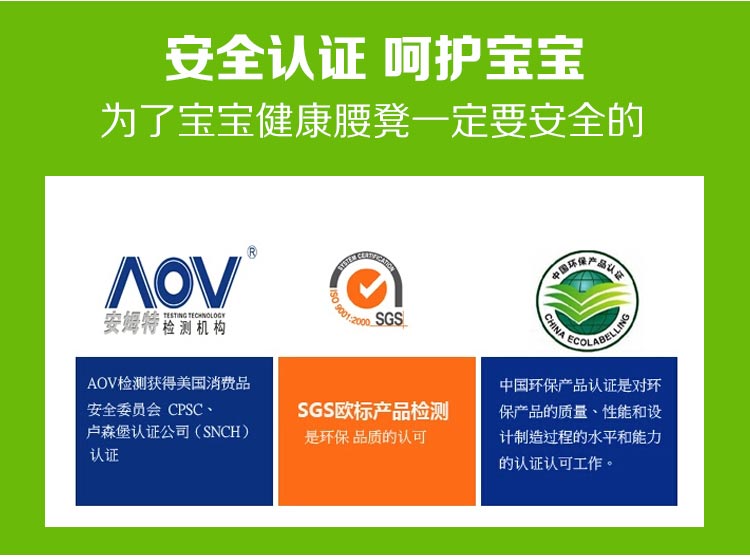 安全认证 呵护宝宝
为了宝宝健康腰凳一定要安全的
AOV®
TESTING TECHNOLOGY
安姆特检测机构
SYSTEM CERTIFICATION
ISO 9001:2000
SGS
中国环保产品认证
CHINA ECOLABELLING
AOV检测获得美国消费品
安全委员会 CPSC、
卢森堡认证公司（SNCH）
认证
SGS欧标产品检测
是环保 品质的认可
中国环保产品认证是对环
保产品的质量、性能和设
计制造过程的水平和能力
的认证认可工作。